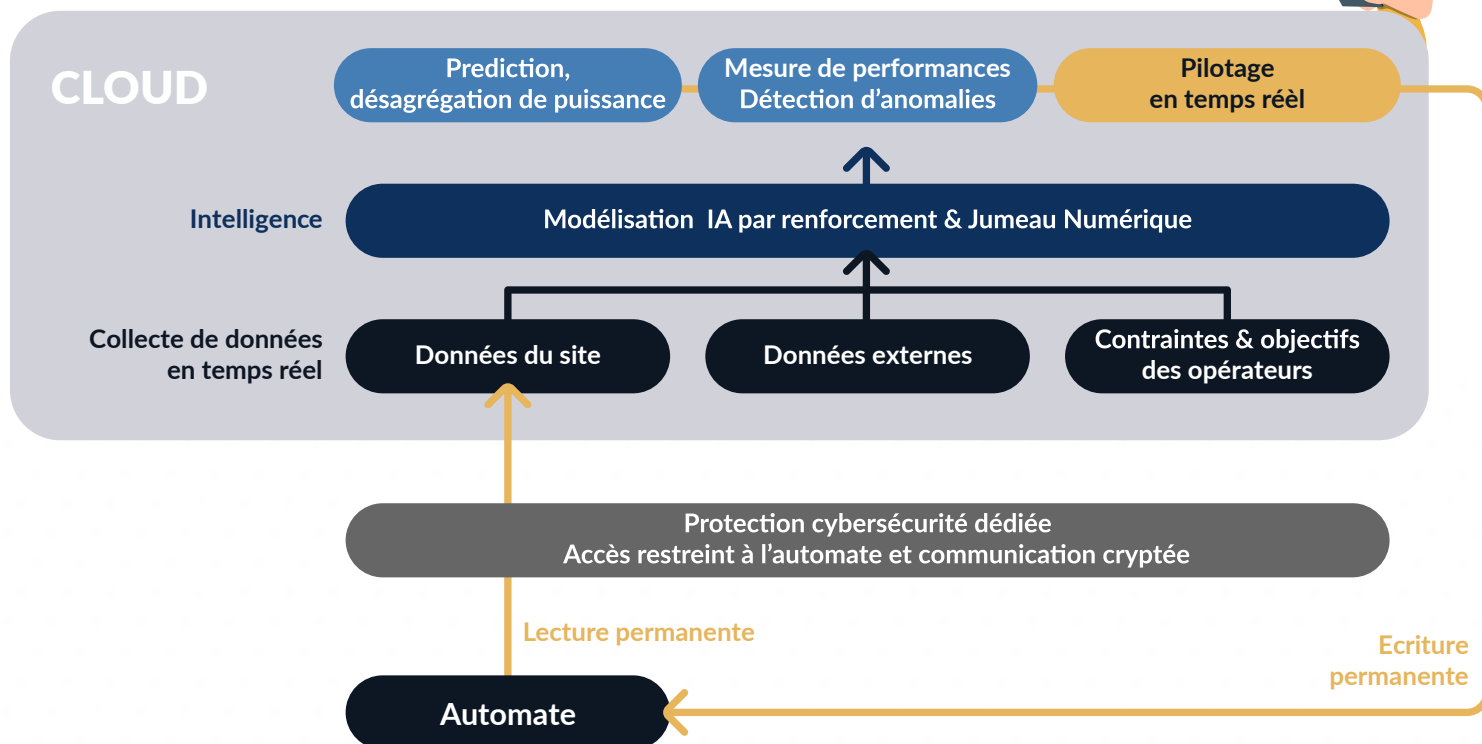 CLOUD
Prediction,
désagrégation de puissance
Mesure de performances
Détection d'anomalies
Pilotage
en temps réèl
Intelligence
Modélisation  IA par renforcement & Jumeau Numérique
Collecte de données
en temps réel
Données du site
Données externes
Contraintes & objectifs
des opérateurs
Protection cybersécurité dédiée
Accès restreint à l'automate et communication cryptée
Lecture permanente
Ecriture
permanente
Automate